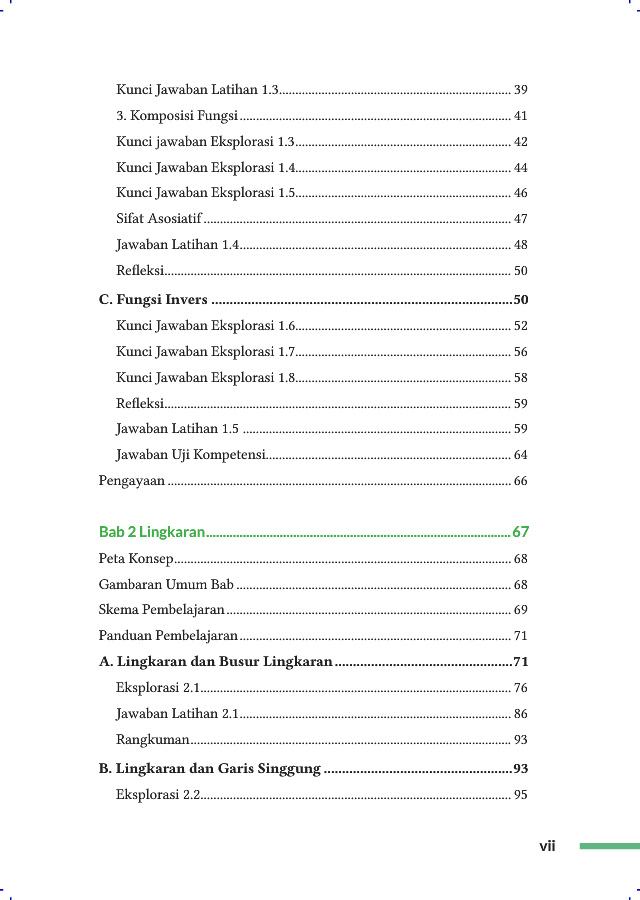 Kunci Jawaban Latihan 1.3 39
3. Komposisi Fungsi 41
Kunci jawaban Eksplorasi 1.3 42
Kunci Jawaban Eksplorasi 1.4 44
Kunci Jawaban Eksplorasi 1.5 46
Sifat Asosiatif 47
Jawaban Latihan 1.4 48
Refleksi 50
C. Fungsi Invers 50
Kunci Jawaban Eksplorasi 1.6 52
Kunci Jawaban Eksplorasi 1.7 56
Kunci Jawaban Eksplorasi 1.8 58
Refleksi 59
Jawaban Latihan 1.5 59
Jawaban Uji Kompetensi 64
Pengayaan 66
Bab 2 Lingkaran 67
Peta Konsep 68
Gambaran Umum Bab 68
Skema Pembelajaran 69
Panduan Pembelajaran 71
A. Lingkaran dan Busur Lingkaran 71
Eksplorasi 2.1 76
Jawaban Latihan 2.1 86
Rangkuman 93
B. Lingkaran dan Garis Singgung 93
Eksplorasi 2.2 95
vii